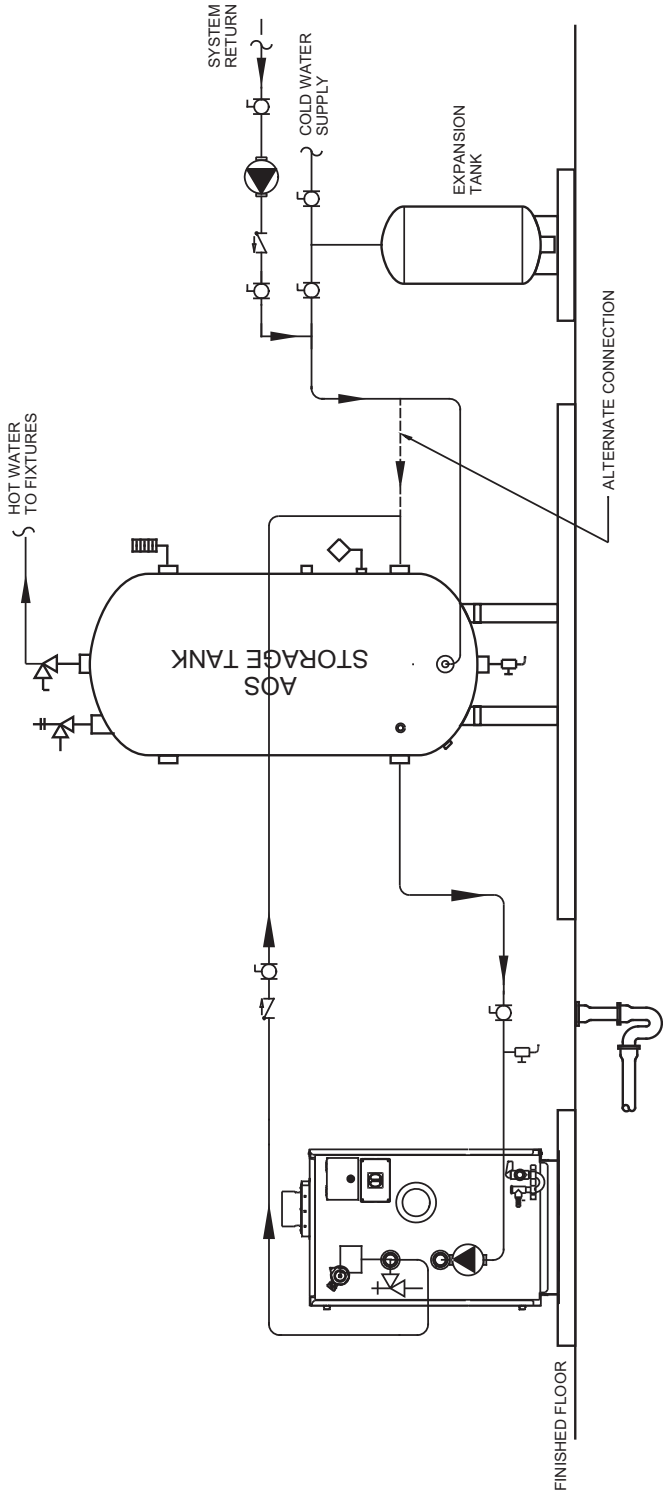 SYSTEM
RETURN
COLD WATER
SUPPLY
HOT WATER
TO FIXTURES
EXPANSION
TANK
AOS
STORAGE TANK
ALTERNATE CONNECTION
FINISHED FLOOR